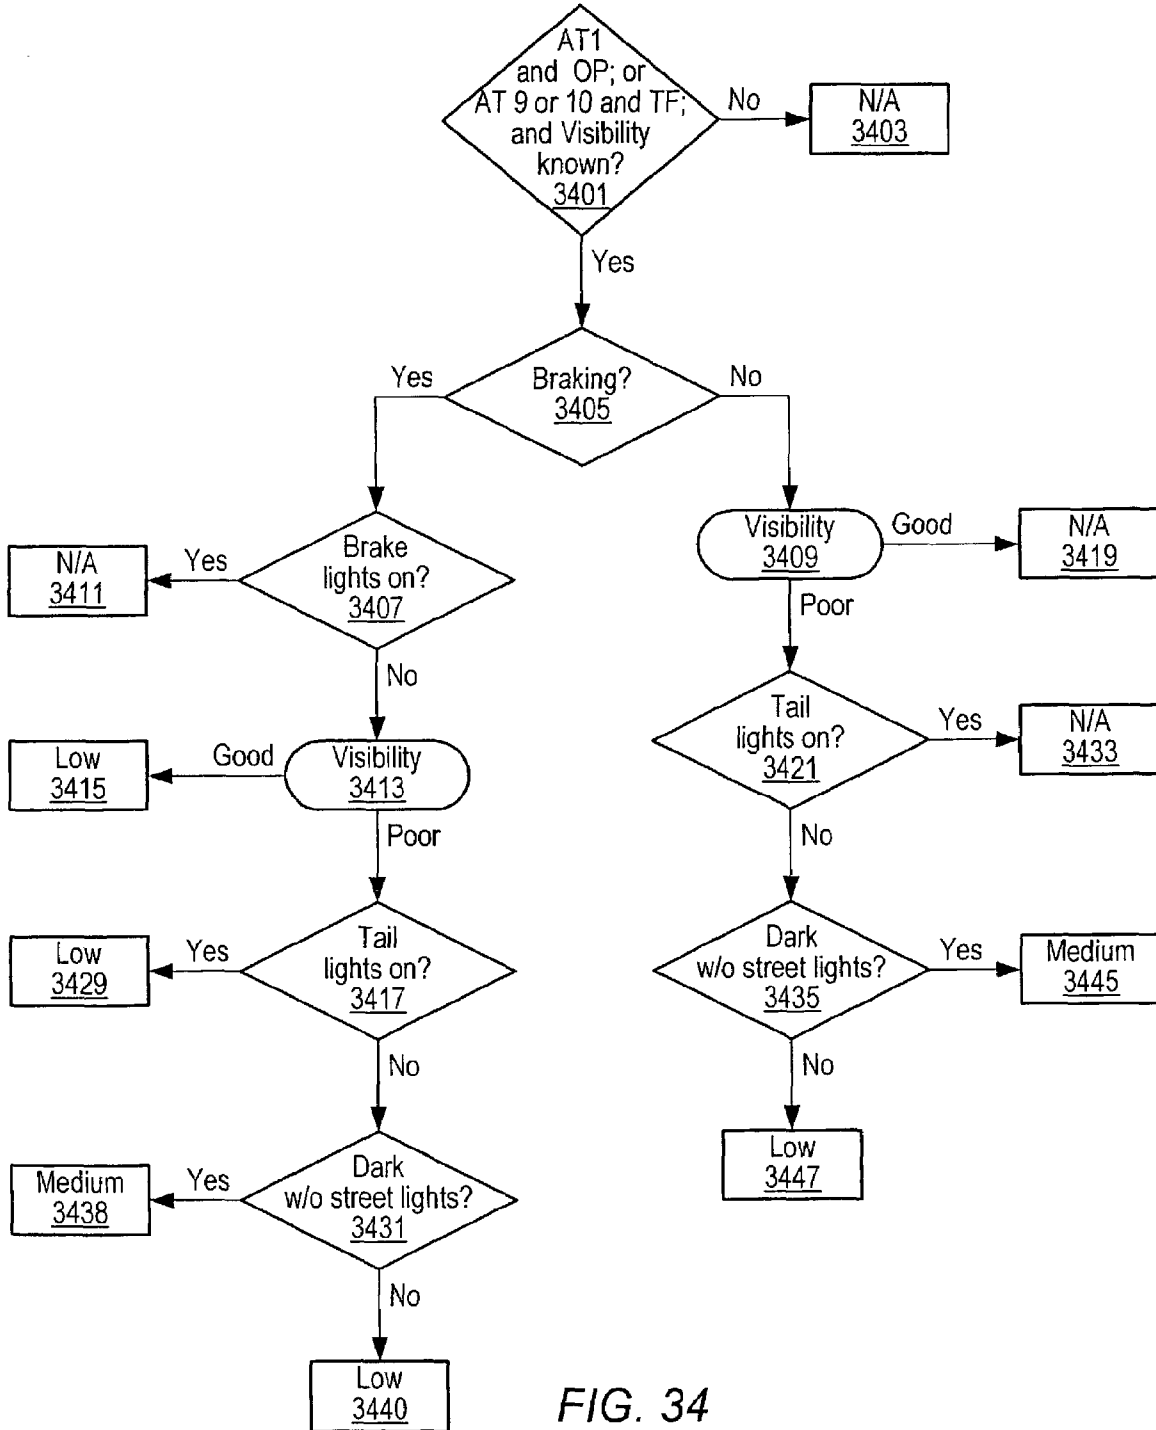 AT1
and OP; or
AT 9 or 10 and TF;
and Visibility
known?
3401
No
N/A
3403
Yes
Braking?
3405
Yes
No
Brake
lights on?
3407
Yes
N/A
3411
No
Visibility
3409
Good
N/A
3419
Poor
Visibility
3413
Good
Low
3415
Poor
Tail
lights on?
3421
Yes
N/A
3433
No
Tail
lights on?
3417
Yes
Low
3429
No
Dark
w/o street lights?
3435
Yes
Medium
3445
No
Low
3447
Dark
w/o street lights?
3431
Yes
Medium
3438
No
Low
3440
FIG. 34